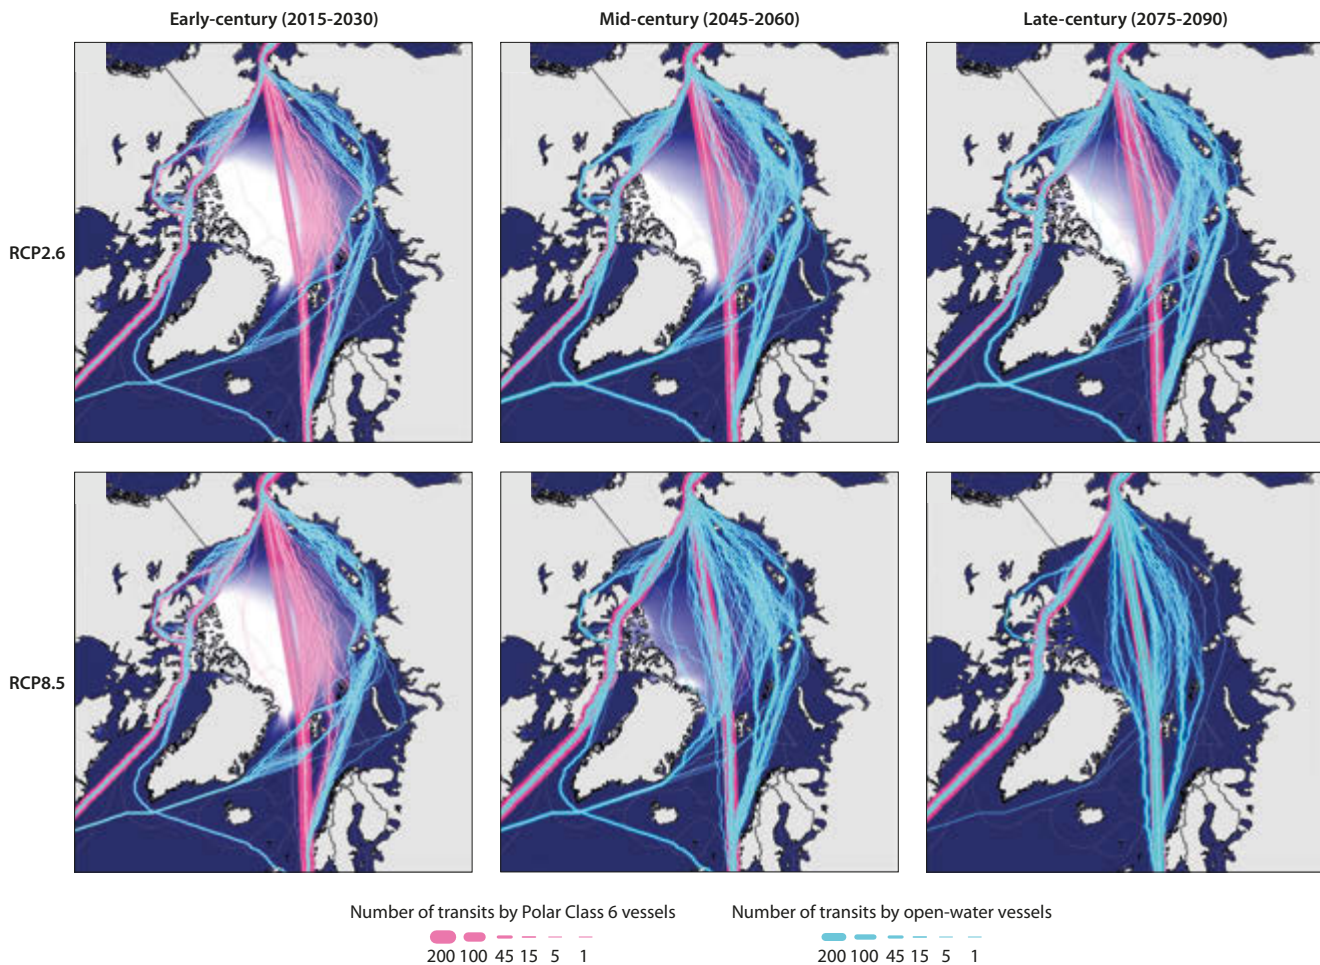 Early-century (2015-2030)
Mid-century (2045-2060)
Late-century (2075-2090)
RCP2.6
RCP8.5
Number of transits by Polar Class 6 vessels
200 100 45 15 5 1
Number of transits by open-water vessels
200 100 45 15 5 1